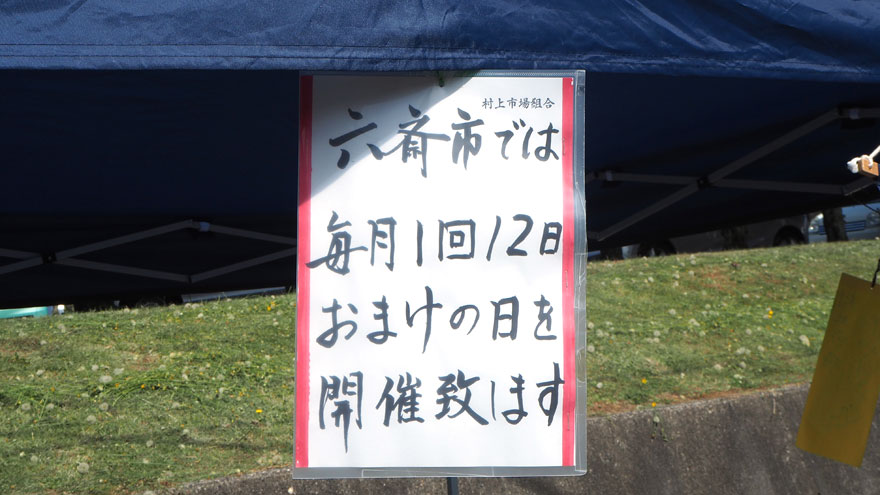 村上市場組合
六斎市では
毎月1回12日
おまけの日を
開催致します